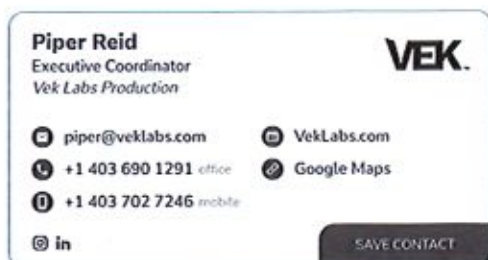 Piper Reid
Executive Coordinator
Vek Labs Production
VEK™
piper@veklabs.com
+1 403 690 1291 office
+1 403 702 7246 mobile
VekLabs.com
Google Maps
in
SAVE CONTACT